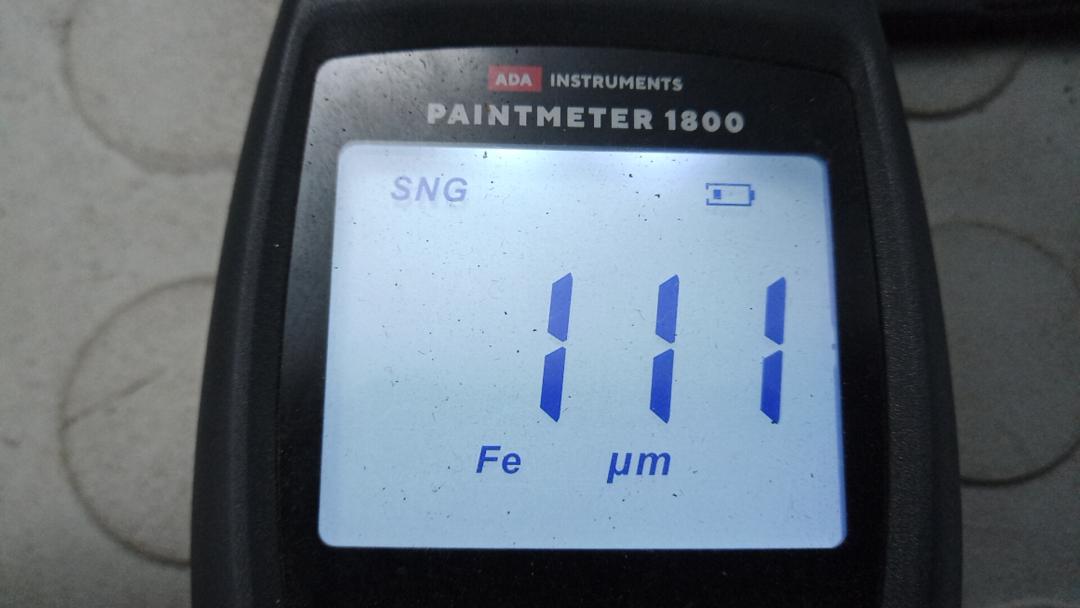 ADA INSTRUMENTS
PAINTMETER 1800
SNG
111
Fe µm